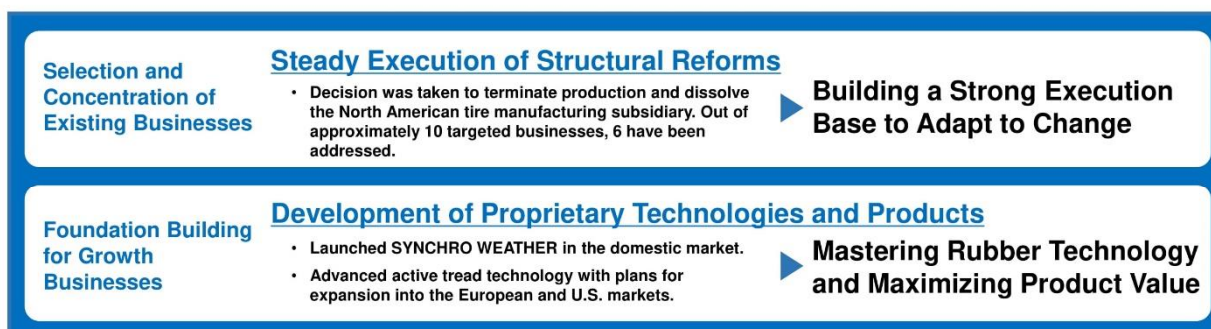 Selection and
Concentration of
Existing Businesses
Steady Execution of Structural Reforms
• Decision was taken to terminate production and dissolve
the North American tire manufacturing subsidiary. Out of
approximately 10 targeted businesses, 6 have been
addressed.
Building a Strong Execution
Base to Adapt to Change
Foundation Building
for Growth
Businesses
Development of Proprietary Technologies and Products
• Launched SYNCHRO WEATHER in the domestic market.
• Advanced active tread technology with plans for
expansion into the European and U.S. markets.
Mastering Rubber Technology
and Maximizing Product Value